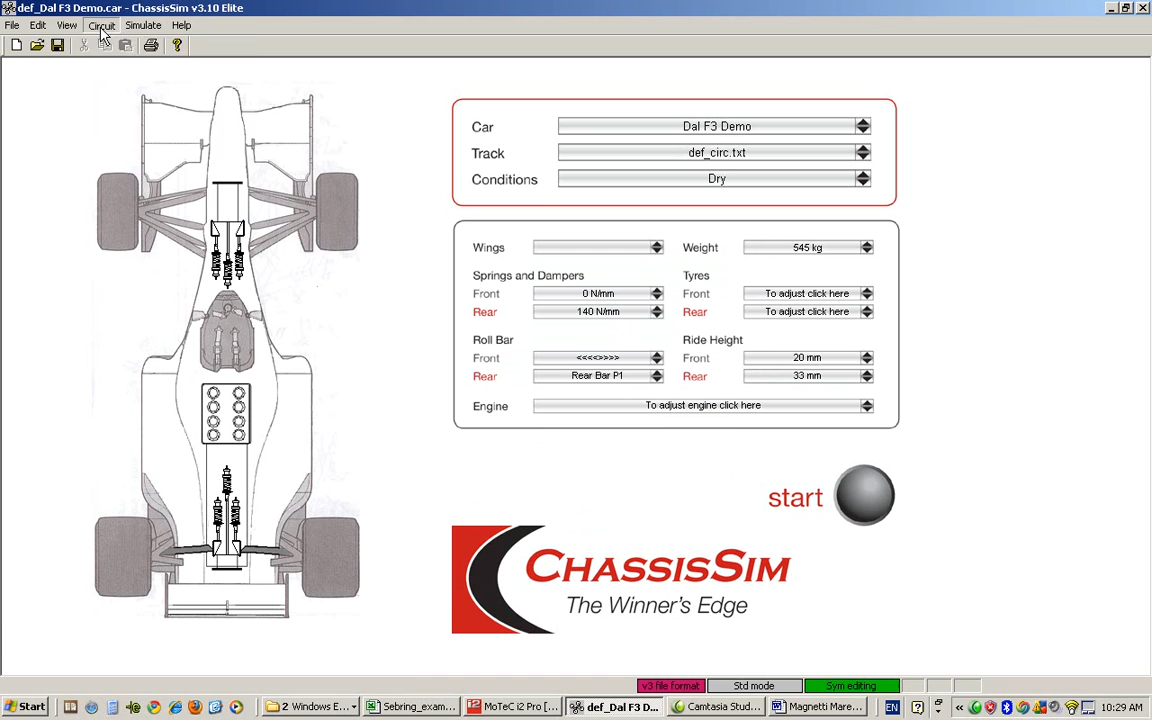 def_Dal F3 Demo.car - ChassisSim v3.10 Elite
File Edit View Circuit Simulate Help
Car Dal F3 Demo
Track def_circ.txt
Conditions Dry
Wings Weight 545 kg
Springs and Dampers Tyres
Front 0 N/mm Front To adjust click here
Rear 140 N/mm Rear To adjust click here
Roll Bar Ride Height
Front <<<<>>>> Front 20 mm
Rear Rear Bar P1 Rear 33 mm
Engine To adjust engine click here
start
CHASSISSIM
The Winner's Edge
v3 file format Std mode Sym editing
Start 2 Windows E... Sebring_exam... MoTeC i2 Pro [... def_Dal F3 D... Camtasia Stud... Magnetti Mare... EN 10:29 AM